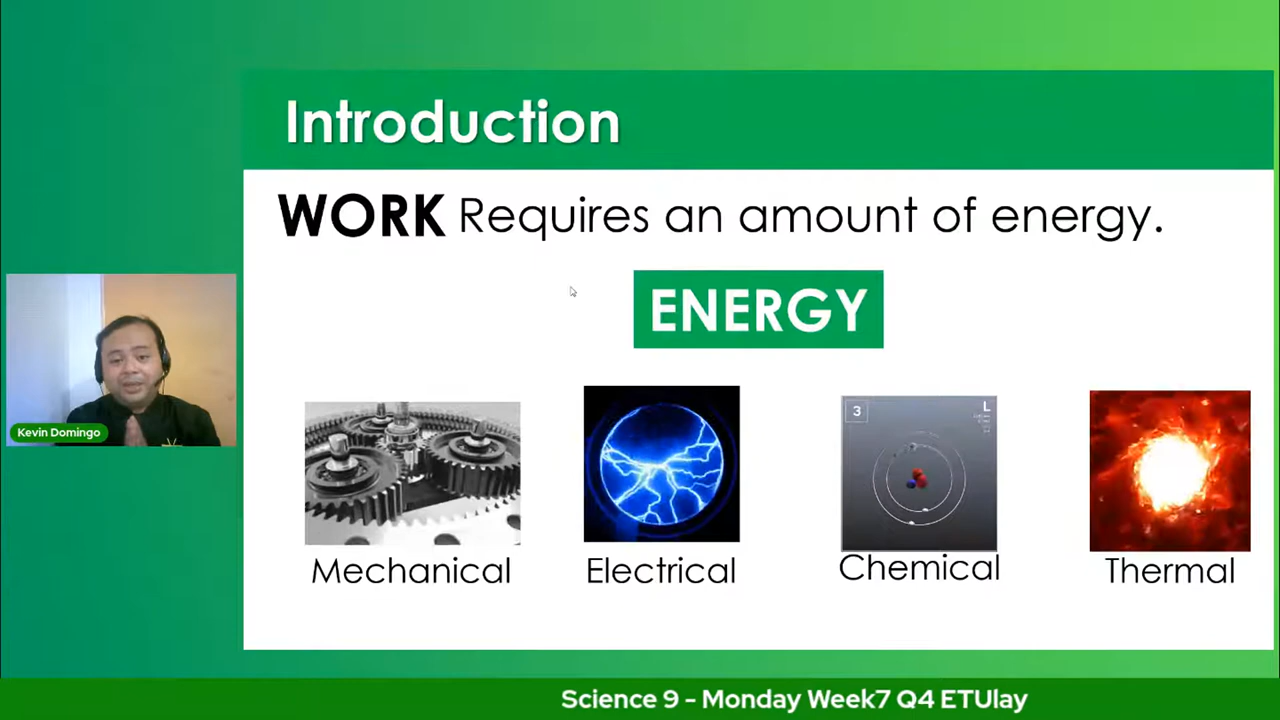 Introduction
WORK Requires an amount of energy.
ENERGY
3
L
Mechanical
Electrical
Chemical
Thermal
Kevin Domingo
Science 9 - Monday Week7 Q4 ETUlay